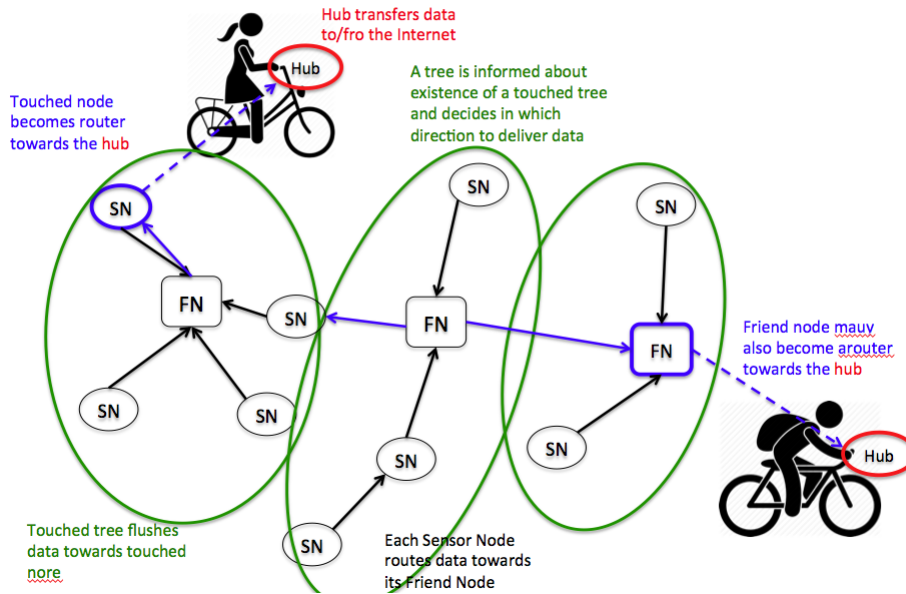 Hub transfers data
to/fro the Internet
Hub
A tree is informed about
existence of a touched tree
and decides in which
direction to deliver data
Touched node
becomes router
towards the hub
SN
SN
SN
FN
SN
FN
FN
Friend node mauv
also become arouter
towards the hub
SN
SN
SN
SN
Hub
SN
Touched tree flushes
data towards touched
nore
Each Sensor Node
routes data towards
its Friend Node